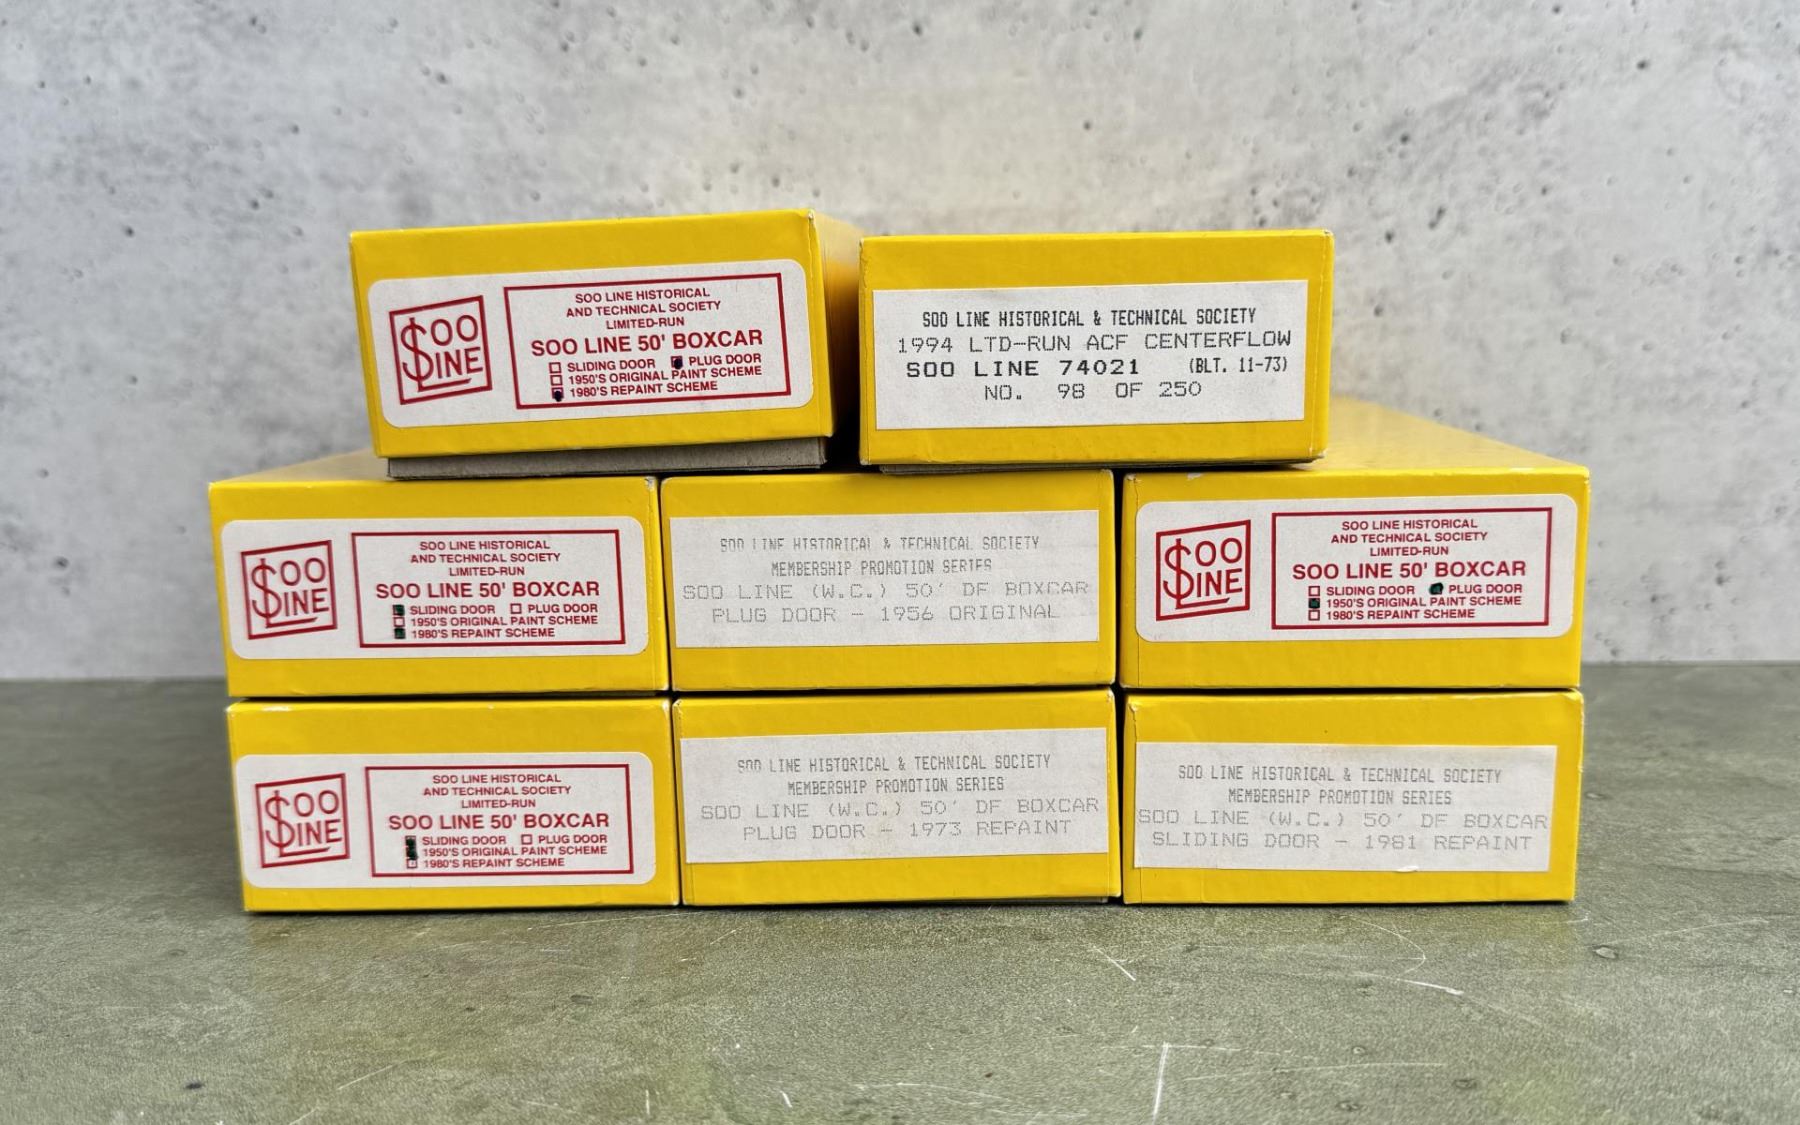 SOO LINE
SOO LINE HISTORICAL
AND TECHNICAL SOCIETY
LIMITED-RUN
SOO LINE 50' BOXCAR
SLIDING DOOR PLUG DOOR
1950'S ORIGINAL PAINT SCHEME
1980'S REPAINT SCHEME
SOO LINE HISTORICAL & TECHNICAL SOCIETY
1994 LTD-RUN ACF CENTERFLOW
SOO LINE 74021 (BLT. 11-73)
NO. 98 OF 250
SOO LINE
SOO LINE HISTORICAL
AND TECHNICAL SOCIETY
LIMITED-RUN
SOO LINE 50' BOXCAR
SLIDING DOOR PLUG DOOR
1950'S ORIGINAL PAINT SCHEME
1980'S REPAINT SCHEME
SOO LINE HISTORICAL & TECHNICAL SOCIETY
MEMBERSHIP PROMOTION SERIES
SOO LINE (W.C.) 50' DF BOXCAR
PLUG DOOR - 1956 ORIGINAL
SOO LINE
SOO LINE HISTORICAL
AND TECHNICAL SOCIETY
LIMITED-RUN
SOO LINE 50' BOXCAR
SLIDING DOOR PLUG DOOR
1950'S ORIGINAL PAINT SCHEME
1980'S REPAINT SCHEME
SOO LINE
SOO LINE HISTORICAL
AND TECHNICAL SOCIETY
LIMITED-RUN
SOO LINE 50' BOXCAR
SLIDING DOOR PLUG DOOR
1950'S ORIGINAL PAINT SCHEME
1980'S REPAINT SCHEME
SOO LINE HISTORICAL & TECHNICAL SOCIETY
MEMBERSHIP PROMOTION SERIES
SOO LINE (W.C.) 50' DF BOXCAR
PLUG DOOR - 1973 REPAINT
SOO LINE HISTORICAL & TECHNICAL SOCIETY
MEMBERSHIP PROMOTION SERIES
SOO LINE (W.C.) 50' DF BOXCAR
SLIDING DOOR - 1981 REPAINT